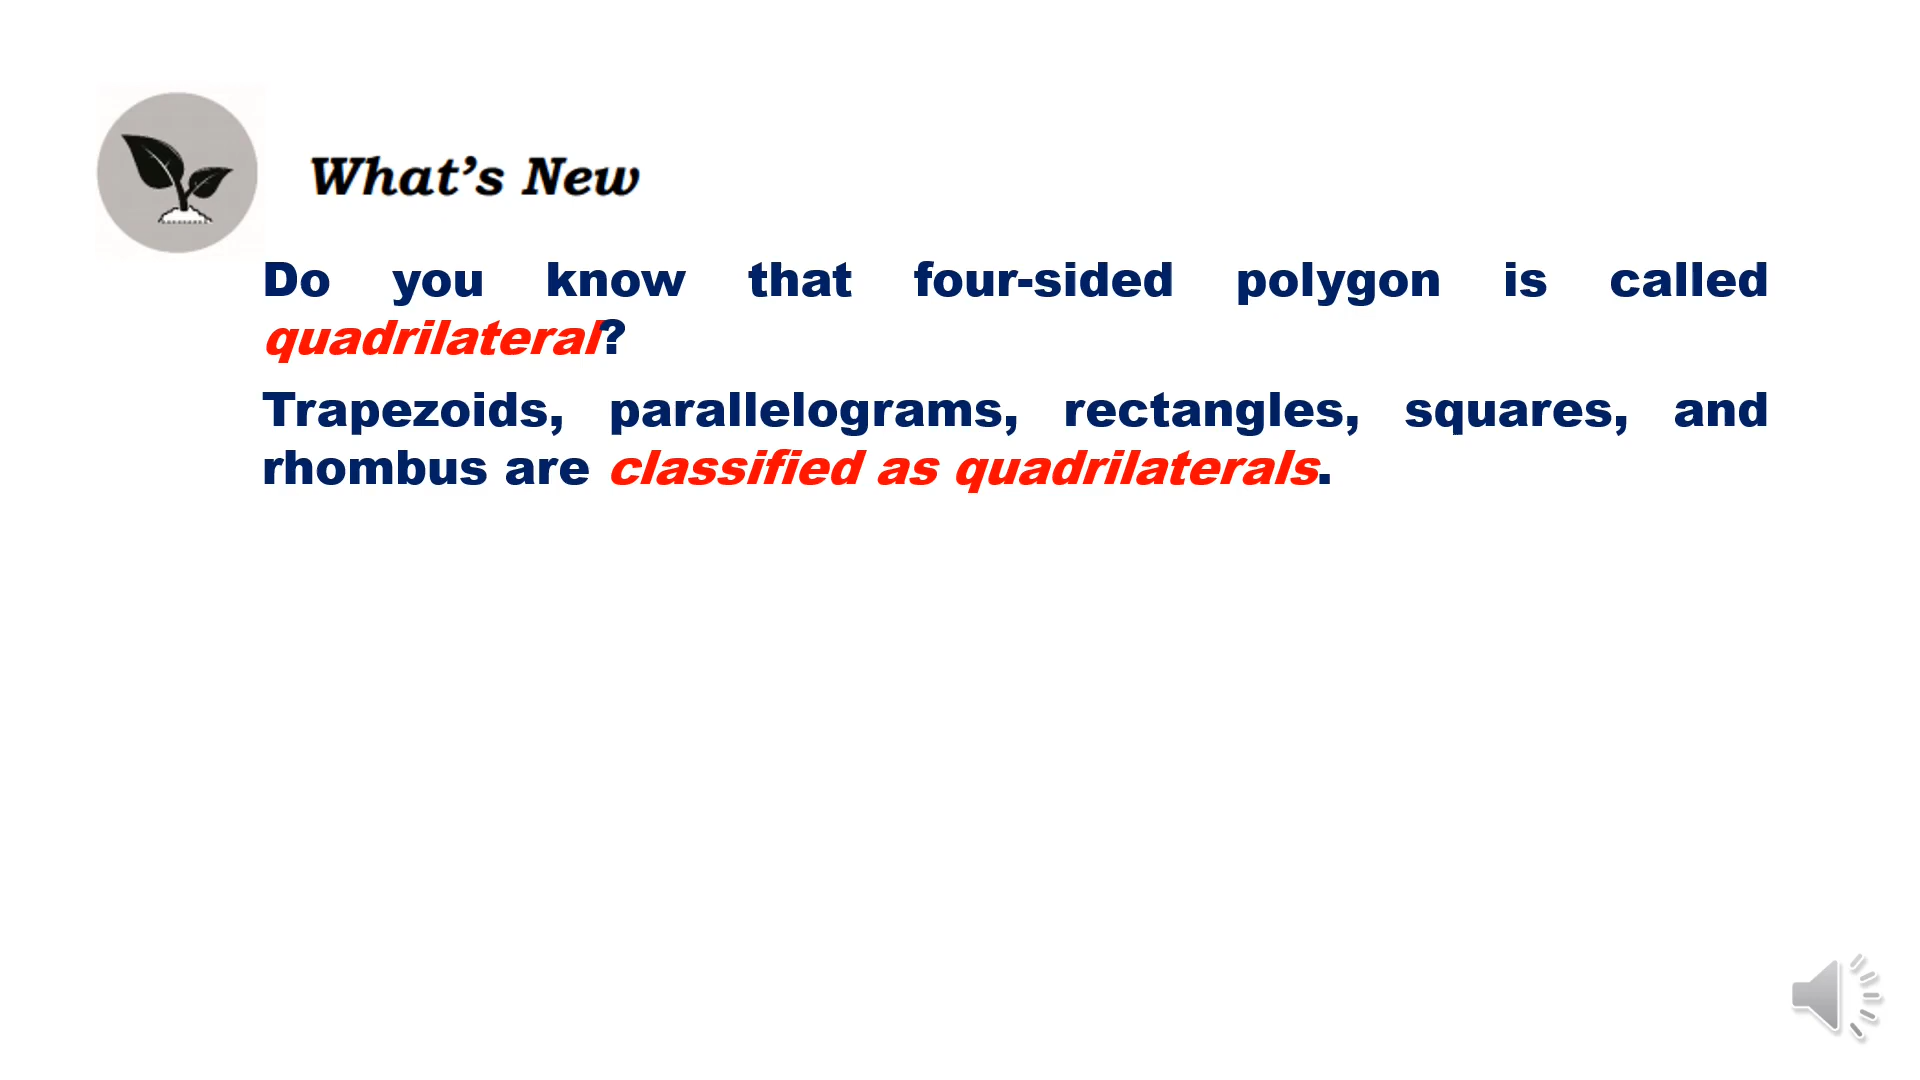 What's New
Do you know that four-sided polygon is called
quadrilateral?
Trapezoids, parallelograms, rectangles, squares, and
rhombus are classified as quadrilaterals.